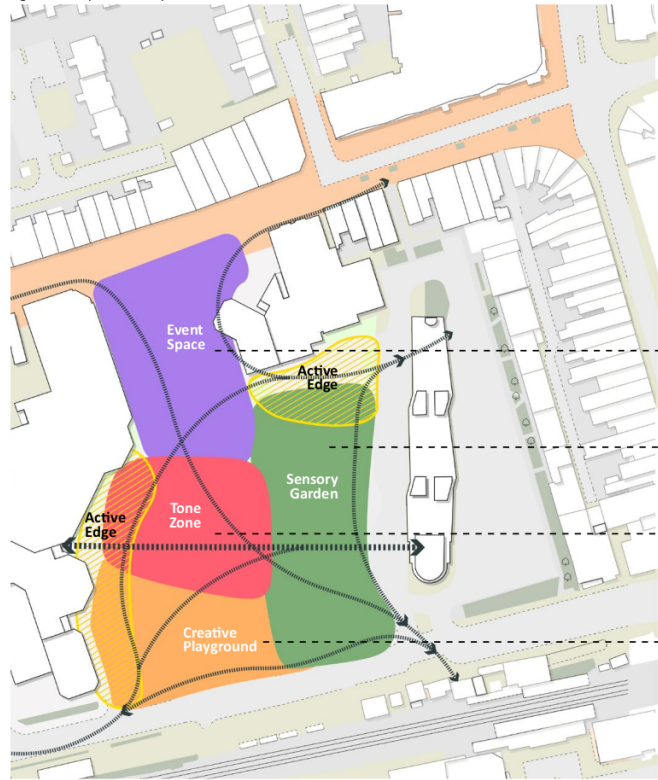 Event
Space
Active
Edge
Sensory
Garden
Tone
Zone
Active
Edge
Creative
Playground